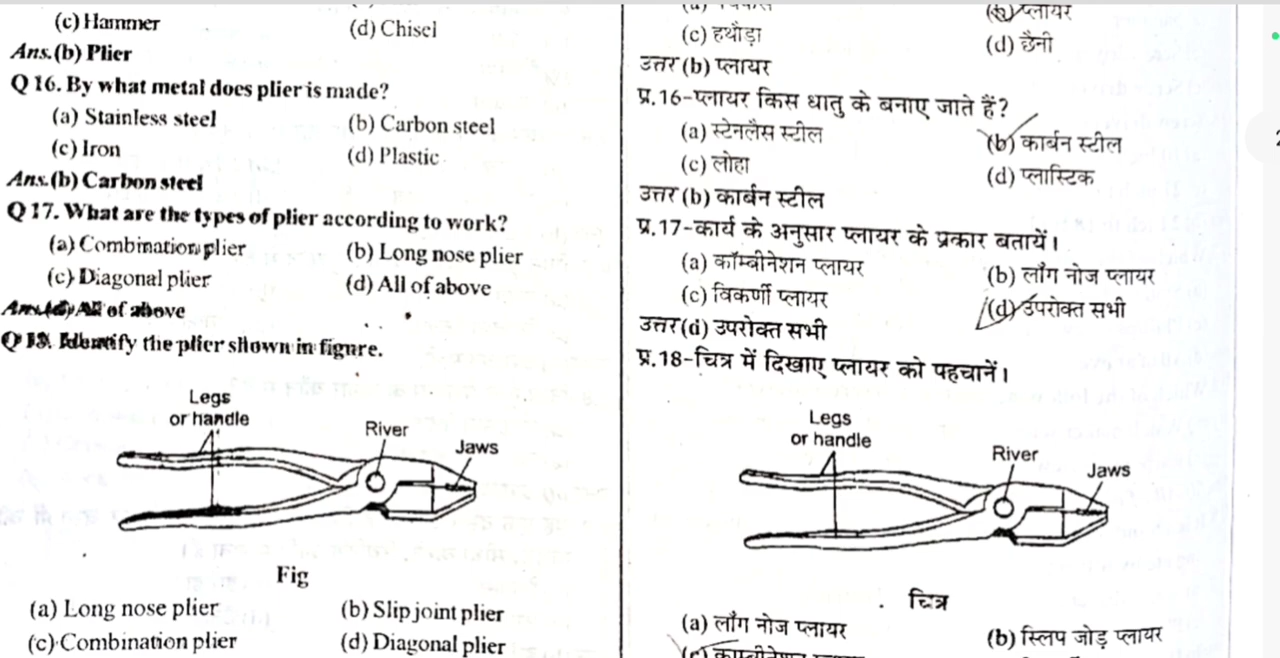 (c) Hammer
(d) Chisel
Ans.(b) Plier
Q 16. By what metal does plier is made?
(a) Stainless steel
(b) Carbon steel
(c) Iron
(d) Plastic
Ans.(b) Carbon steel
Q 17. What are the types of plier according to work?
(a) Combination plier
(b) Long nose plier
(c) Diagonal plier
(d) All of above
Ans.(d) All of above
Q 18. Identify the plier shown in figure.
Legs
or handle
River
Jaws
Fig
(a) Long nose plier
(b) Slip joint plier
(c) Combination plier
(d) Diagonal plier
(b) प्लायर
(c) हथौड़ा
(d) छैनी
उत्तर (b) प्लायर
प्र.16-प्लायर किस धातु के बनाए जाते हैं?
(a) स्टेनलैस स्टील
(b) कार्बन स्टील
(c) लोहा
(d) प्लास्टिक
उत्तर (b) कार्बन स्टील
प्र.17-कार्य के अनुसार प्लायर के प्रकार बतायें।
(a) कॉम्बीनेशन प्लायर
(b) लाँग नोज प्लायर
(c) विकर्णी प्लायर
(d) उपरोक्त सभी
उत्तर (d) उपरोक्त सभी
प्र.18-चित्र में दिखाए प्लायर को पहचानें।
Legs
or handle
River
Jaws
चित्र
(a) लाँग नोज प्लायर
(b) स्लिप जोड़ प्लायर